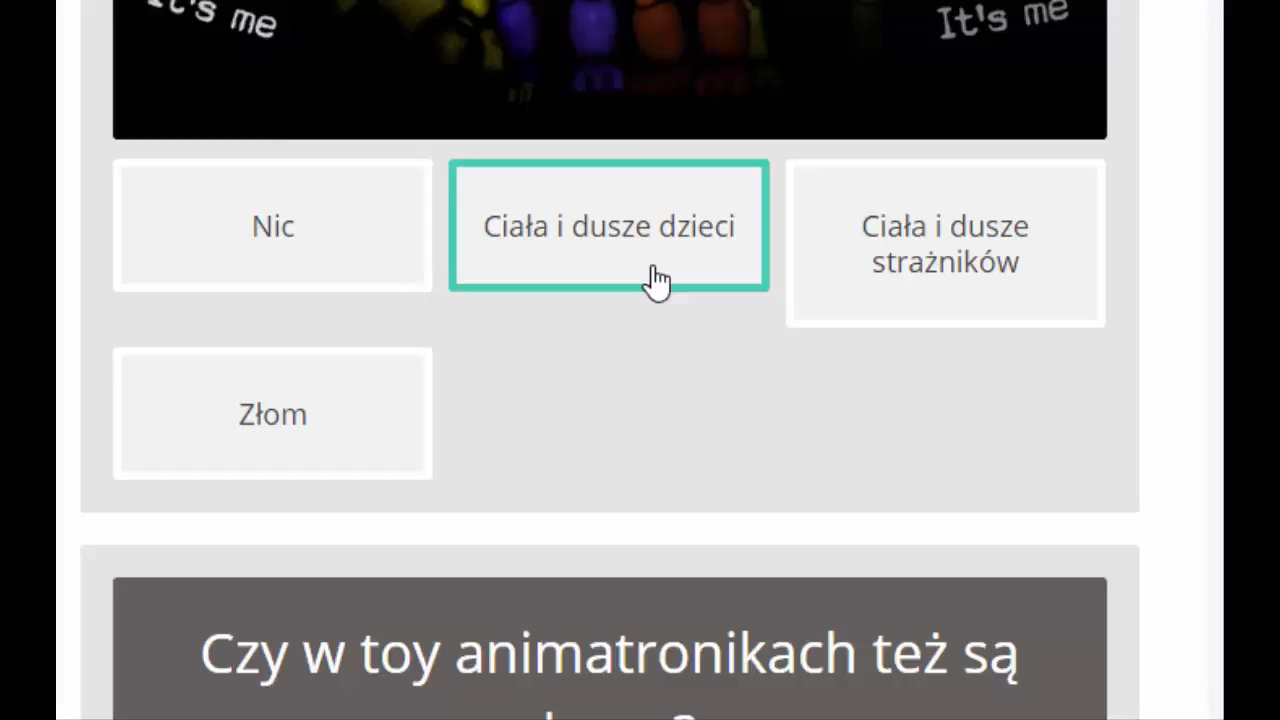 It's me
It's me
Nic
Ciała i dusze dzieci
Ciała i dusze
strażników
Złom
Czy w toy animatronikach też są